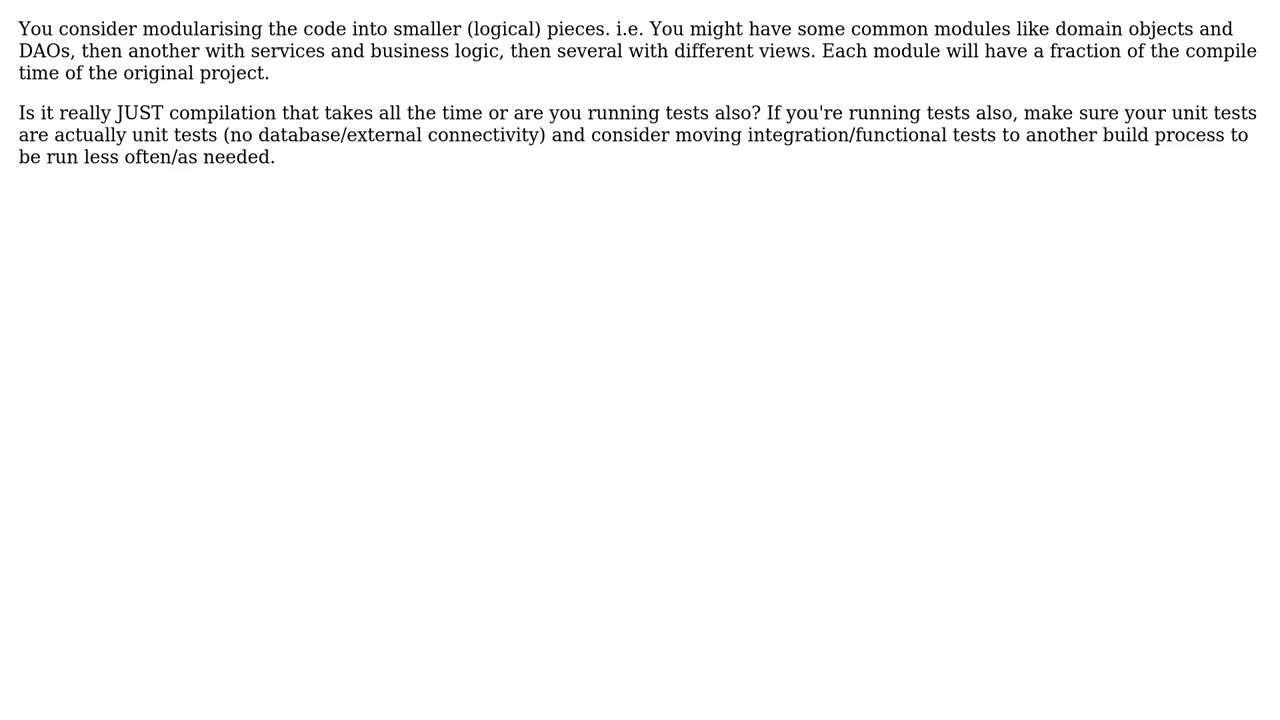 You consider modularising the code into smaller (logical) pieces. i.e. You might have some common modules like domain objects and
DAOs, then another with services and business logic, then several with different views. Each module will have a fraction of the compile
time of the original project.
Is it really JUST compilation that takes all the time or are you running tests also? If you're running tests also, make sure your unit tests
are actually unit tests (no database/external connectivity) and consider moving integration/functional tests to another build process to
be run less often/as needed.